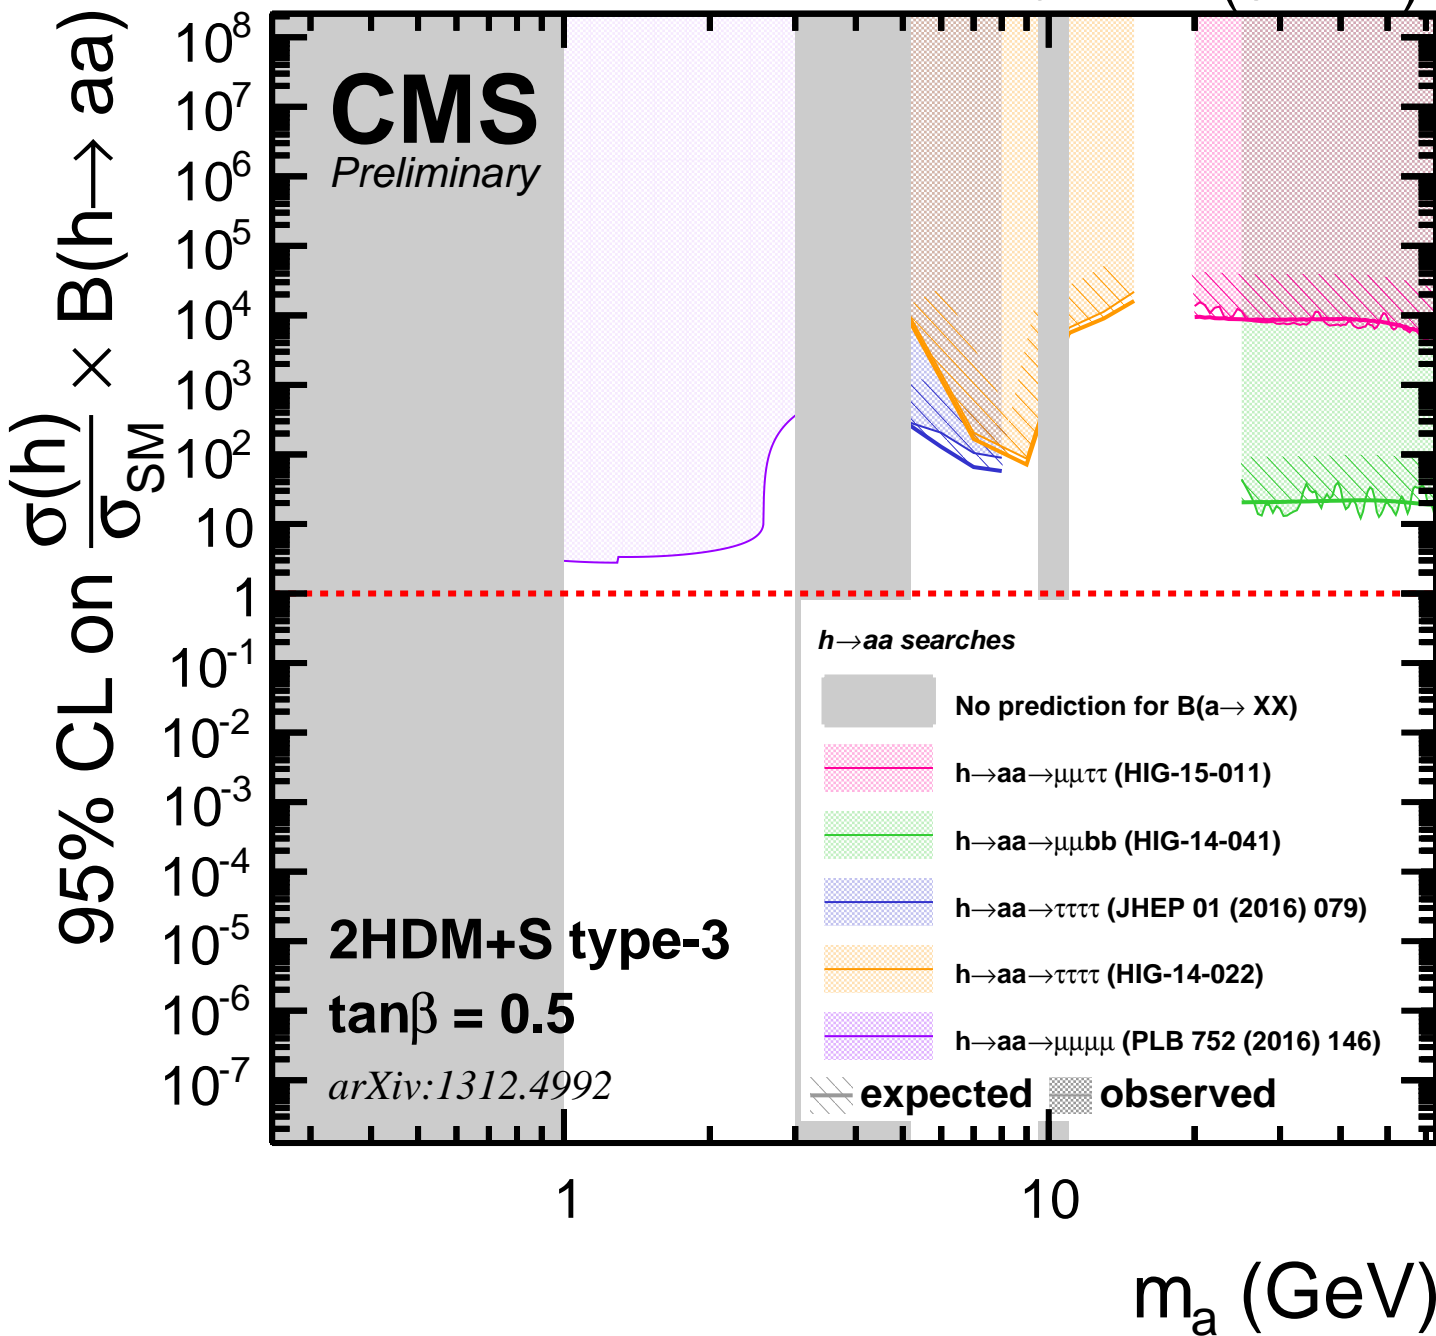 CMS
Preliminary
95% CL on σ(h)/σ_SM × B(h→ aa)
10^8
10^7
10^6
10^5
10^4
10^3
10^2
10
1
10^-1
10^-2
10^-3
10^-4
10^-5
10^-6
10^-7
h→aa searches
No prediction for B(a→ XX)
h→aa→μμττ (HIG-15-011)
h→aa→μμbb (HIG-14-041)
h→aa→ττττ (JHEP 01 (2016) 079)
h→aa→ττττ (HIG-14-022)
h→aa→μμμμ (PLB 752 (2016) 146)
expected observed
2HDM+S type-3
tanβ = 0.5
arXiv:1312.4992
1 10
m_a (GeV)